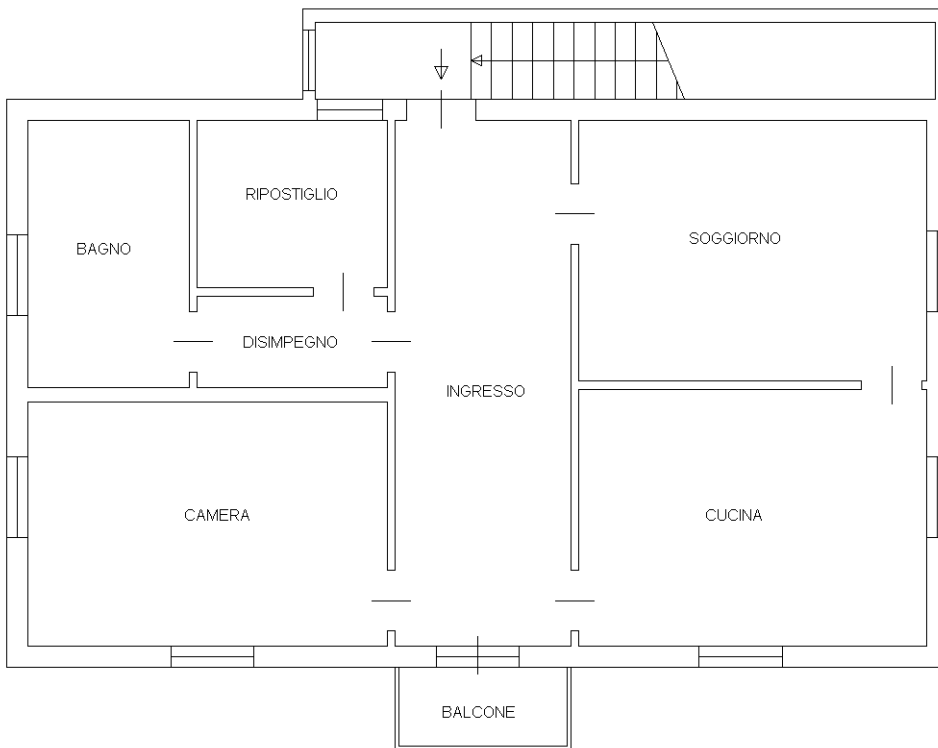 RIPOSTIGLIO
BAGNO
SOGGIORNO
DISIMPEGNO
INGRESSO
CAMERA
CUCINA
BALCONE